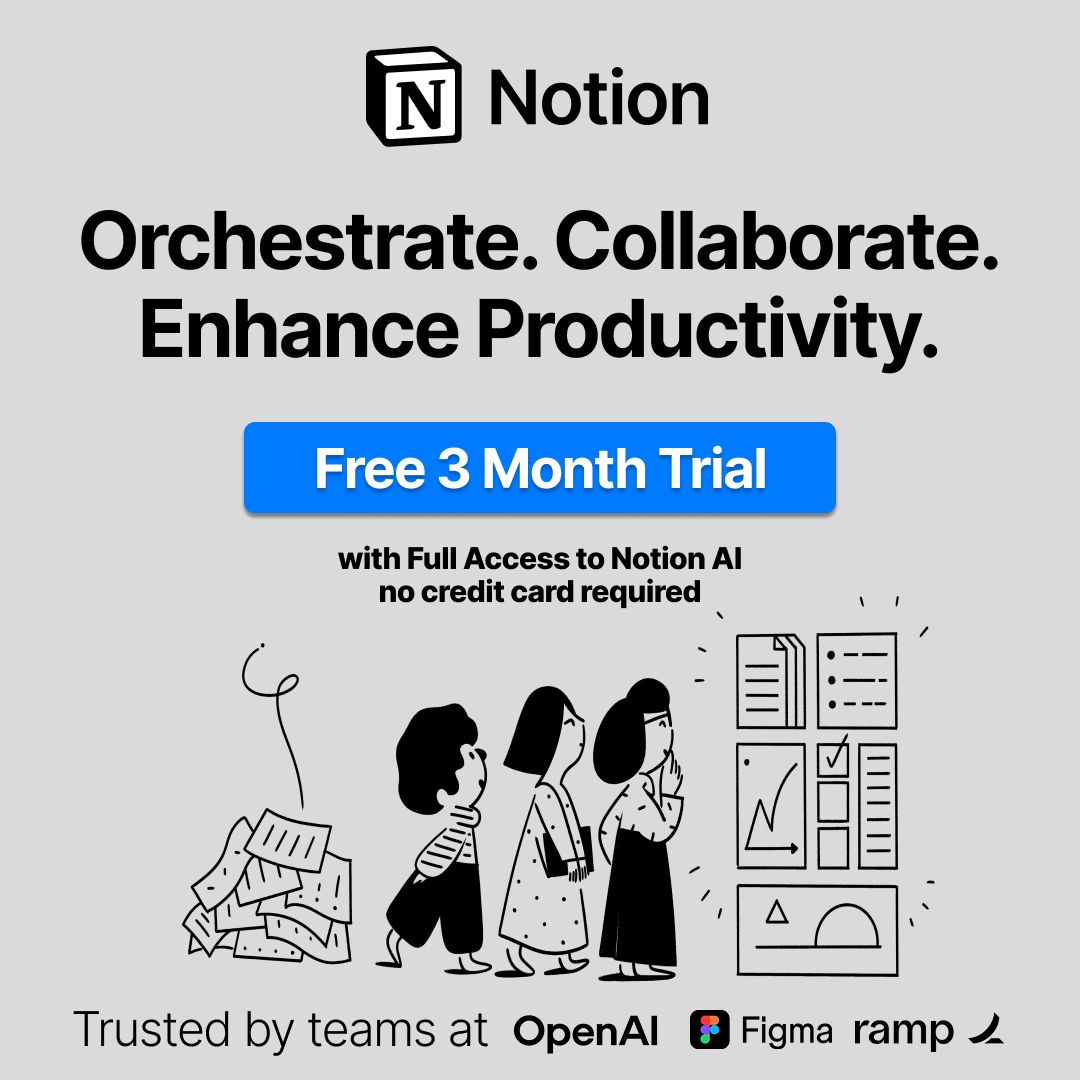 Notion
Orchestrate. Collaborate.
Enhance Productivity.
Free 3 Month Trial
with Full Access to Notion AI
no credit card required
Trusted by teams at OpenAI Figma ramp